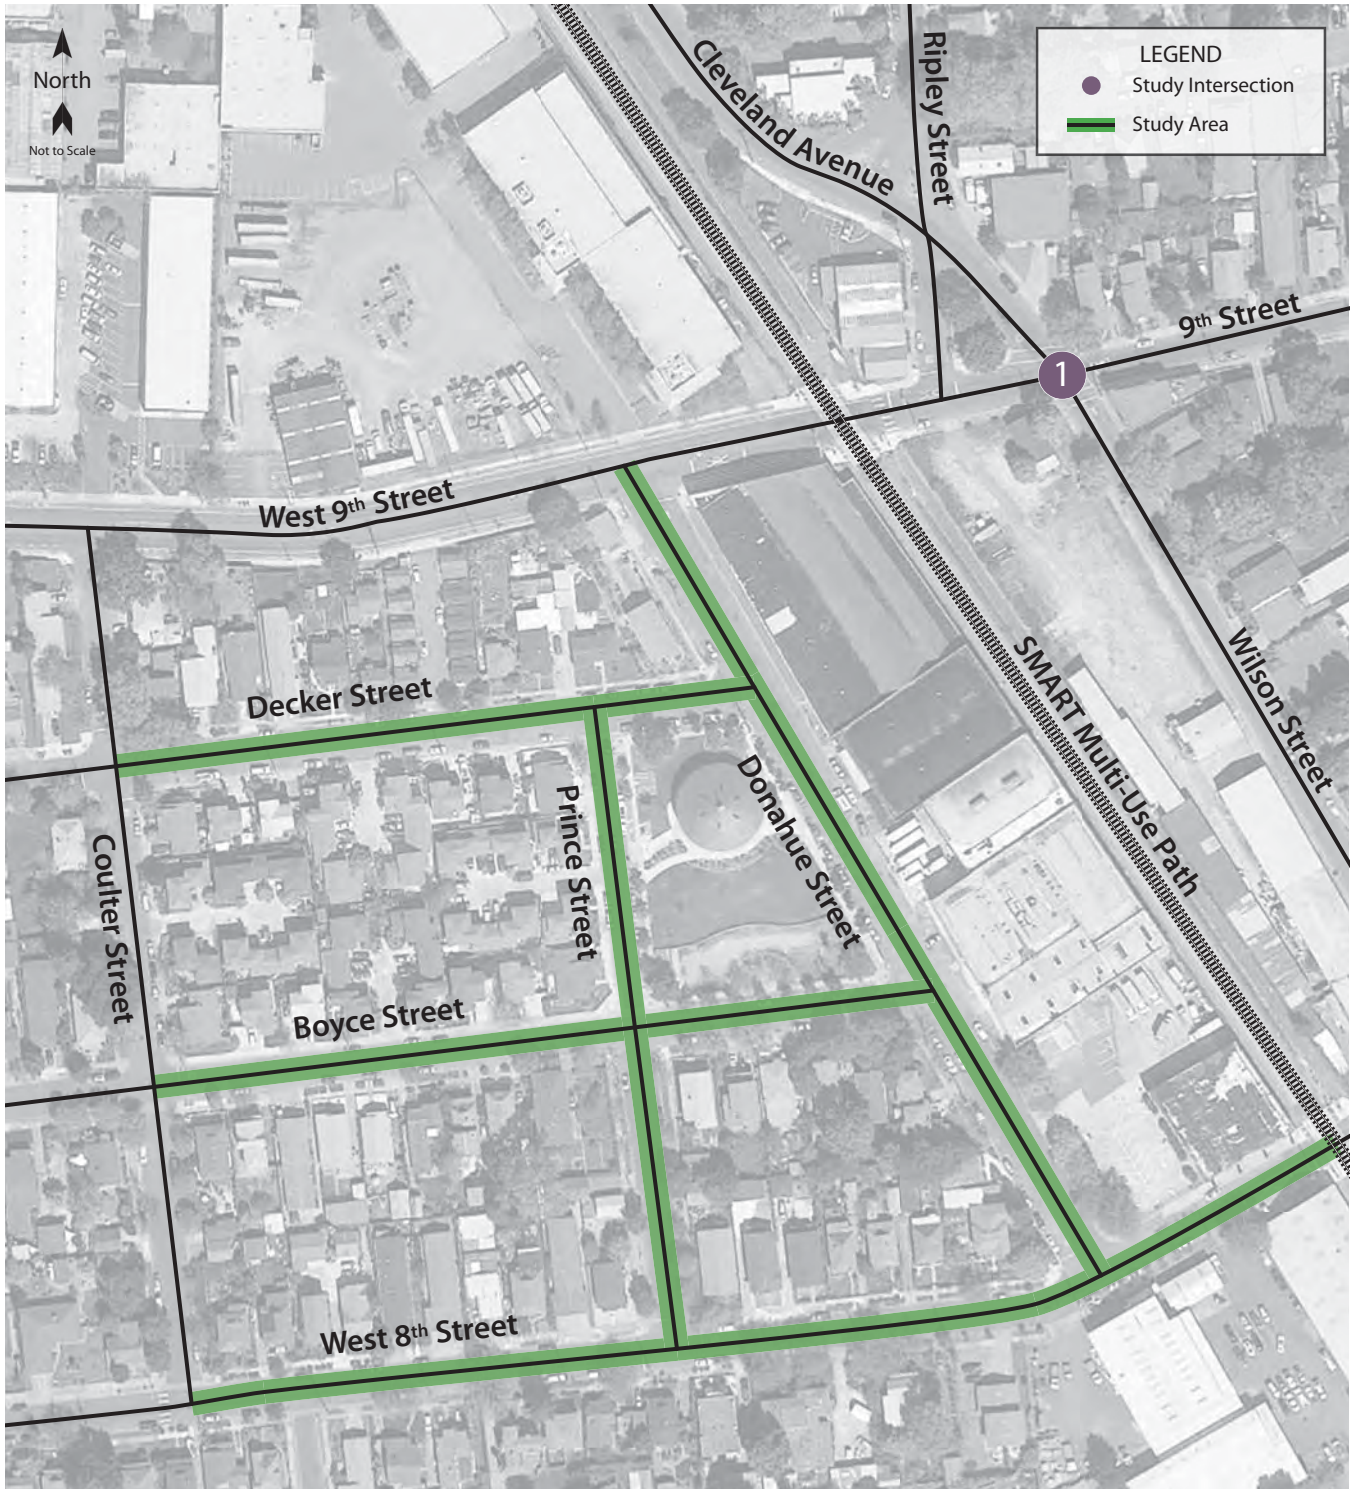 North
Not to Scale
LEGEND
Study Intersection
Study Area
Cleveland Avenue
Ripley Street
9th Street
1
West 9th Street
Decker Street
Prince Street
Donahue Street
SMART Multi-Use Path
Wilson Street
Coulter Street
Boyce Street
West 8th Street